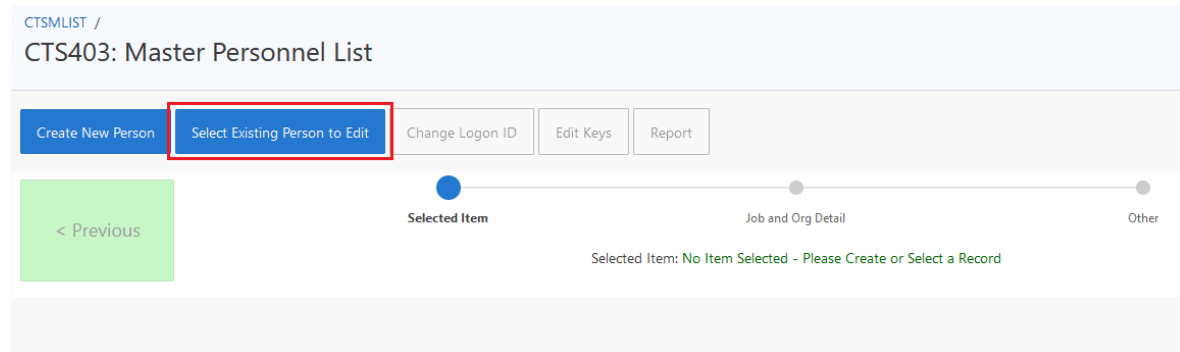 CTSMLIST /
CTS403: Master Personnel List
Create New Person
Select Existing Person to Edit
Change Logon ID
Edit Keys
Report
< Previous
Selected Item
Job and Org Detail
Other
Selected Item: No Item Selected - Please Create or Select a Record